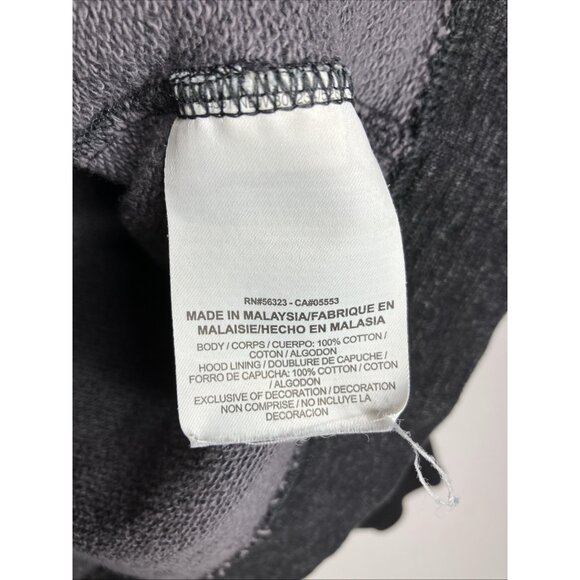 RN#56323 - CA#05553
MADE IN MALAYSIA/FABRIQUE EN
MALAISIE/HECHO EN MALASIA
BODY / CORPS / CUERPO: 100% COTTON /
COTON / ALGODON
HOOD LINING / DOUBLURE DE CAPUCHE /
FORRO DE CAPUCHA: 100% COTTON / COTON
/ ALGODON
EXCLUSIVE OF DECORATION / DECORATION
NON COMPRISE / NO INCLUYE LA
DECORACION